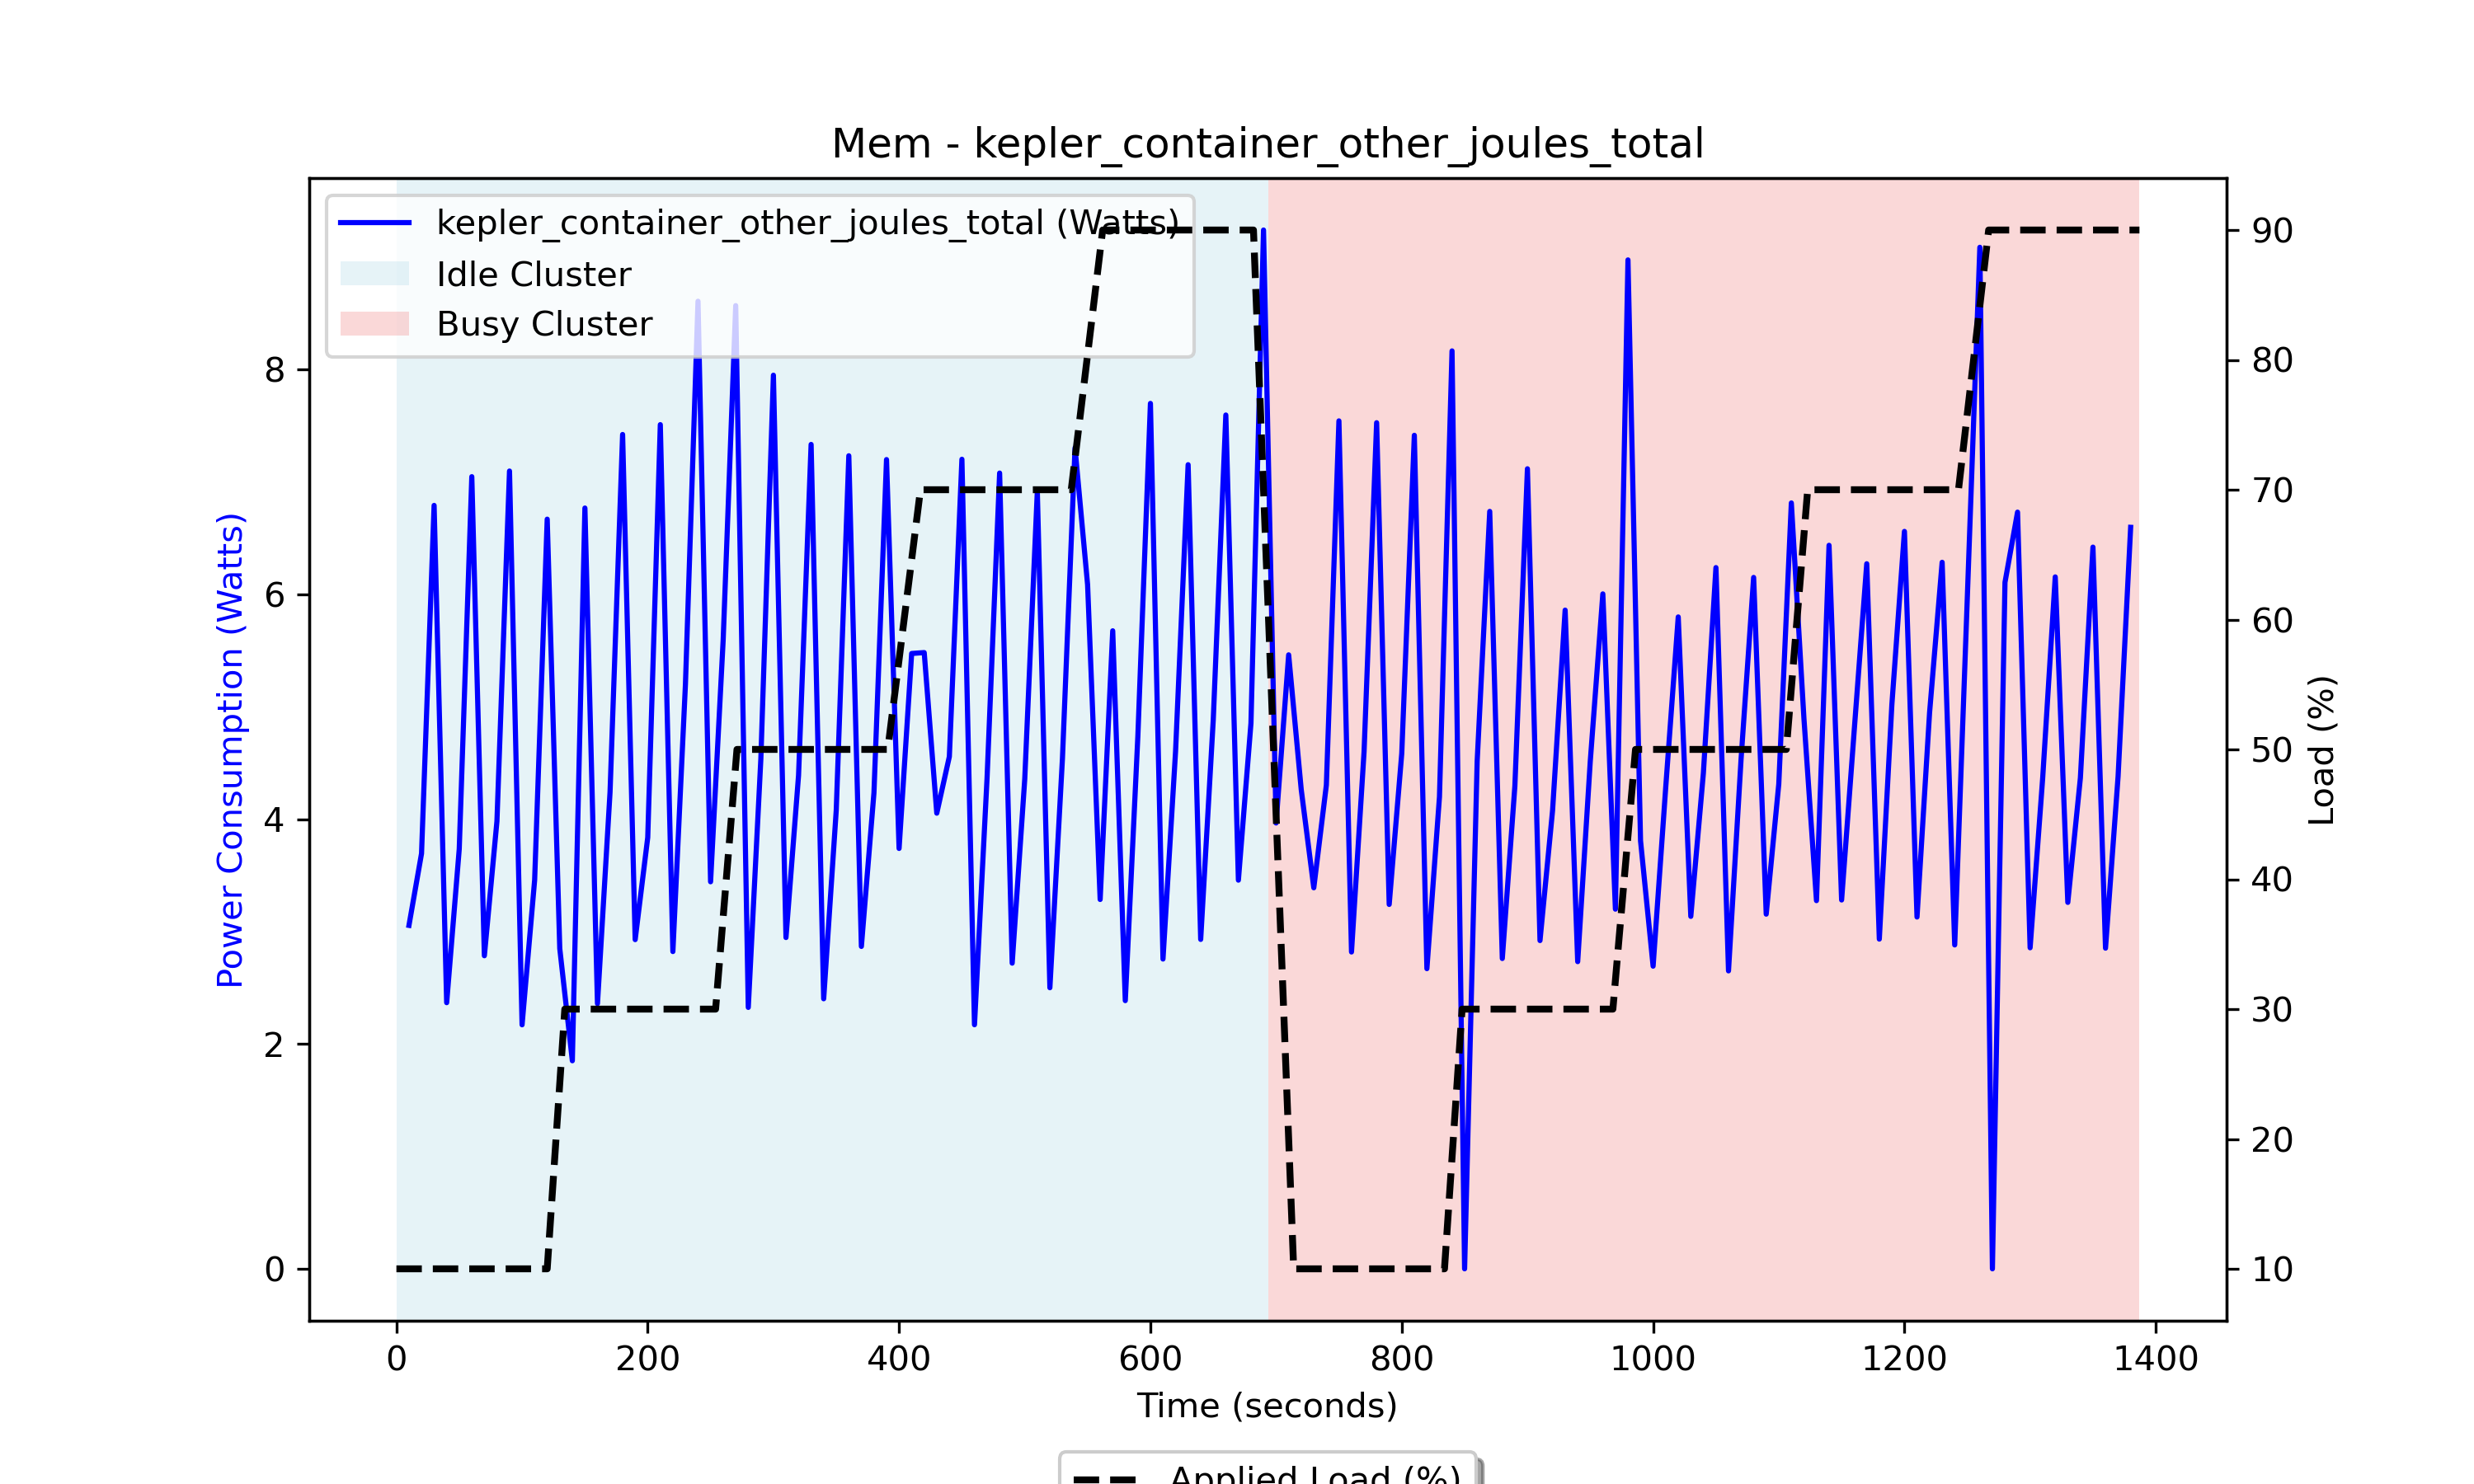 Mem - kepler_container_other_joules_total
kepler_container_other_joules_total (Watts)
Idle Cluster
Busy Cluster
Power Consumption (Watts)
8
6
4
2
0
90
80
70
60
50
40
30
20
10
Load (%)
0 200 400 600 800 1000 1200 1400
Time (seconds)
Applied Load (%)